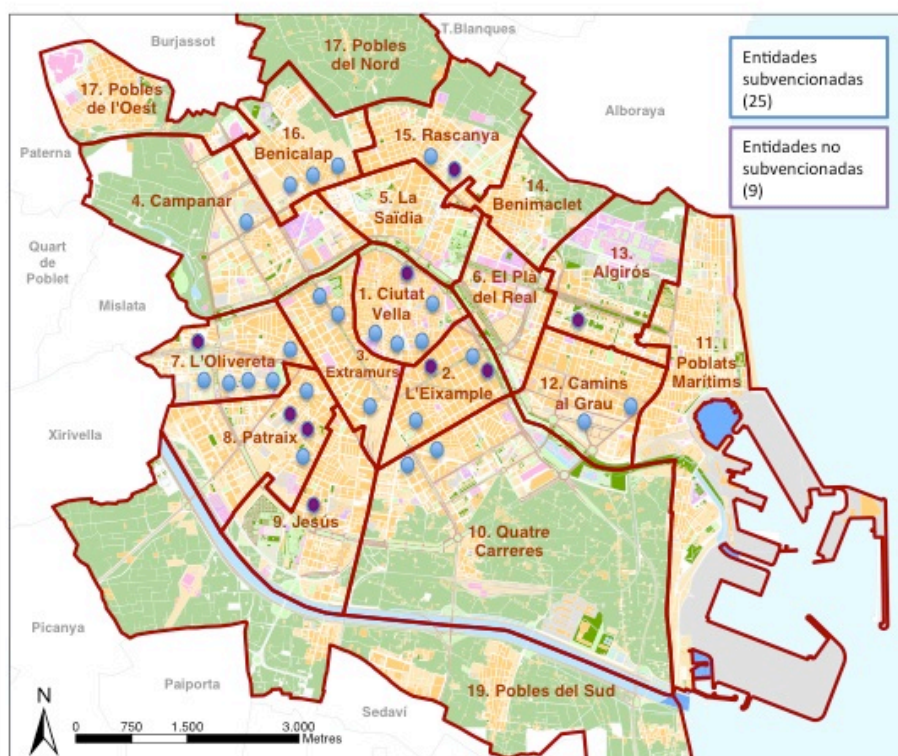 Burjassot
T.Blanques
17. Pobles
del Nord
Entidades
subvencionadas
(25)
17. Pobles
de l'Oest
Alboraya
16.
Benicalap
15. Rascanya
Paterna
Entidades no
subvencionadas
(9)
4. Campanar
5. La
Saïdia
14.
Benimaclet
Quart
de
Poblet
13.
Algirós
6. El Pla
del Real
Mislata
1. Ciutat
Vella
11.
Poblats
Marítims
7. L'Olivereta
3.
Extramurs
2.
L'Eixample
12. Camins
al Grau
Xirivella
8. Patraix
9. Jesús
10. Quatre
Carreres
Picanya
Paiporta
19. Pobles del Sud
Sedaví
N
0 750 1.500 3.000
Metres